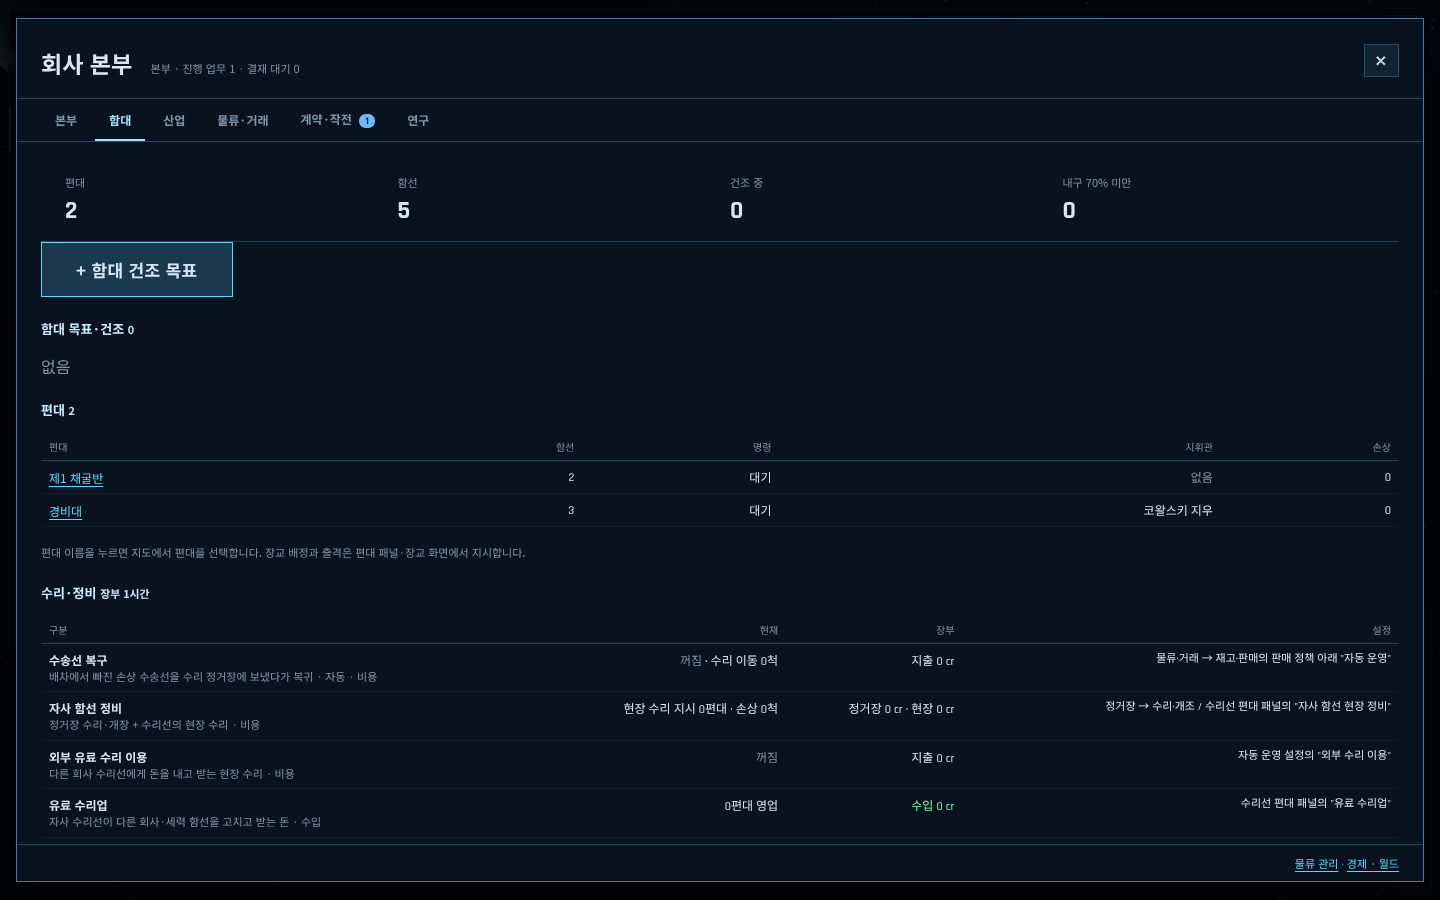 회사 본부
본부 · 진행 업무 1 · 결재 대기 0
×
본부 함대 산업 물류·거래 계약·작전 1 연구
편대 함선 건조 중 내구 70% 미만
2 5 0 0
+ 함대 건조 목표
함대 목표·건조 0
없음
편대 2
편대 함선 명령 지휘관 손상
제1 채굴반 2 대기 없음 0
경비대 3 대기 코왈스키 지우 0
편대 이름을 누르면 지도에서 편대를 선택합니다. 장교 배정과 출격은 편대 패널·장교 화면에서 지시합니다.
수리·정비 장부 1시간
구분 현재 장부 설정
수송선 복구 꺼짐 · 수리 이동 0척 지출 0 cr 물류·거래 → 재고·판매의 판매 정책 아래 "자동 운영"
배차에서 빠진 손상 수송선을 수리 정거장에 보냈다가 복귀 · 자동 · 비용
자사 함선 정비 현장 수리 지시 0편대 · 손상 0척 정거장 0 cr · 현장 0 cr 정거장 → 수리·개조 / 수리선 편대 패널의 "자사 함선 현장 정비"
정거장 수리·개장 + 수리선의 현장 수리 · 비용
외부 유료 수리 이용 꺼짐 지출 0 cr 자동 운영 설정의 "외부 수리 이용"
다른 회사 수리선에게 돈을 내고 받는 현장 수리 · 비용
유료 수리업 0편대 영업 수입 0 cr 수리선 편대 패널의 "유료 수리업"
자사 수리선이 다른 회사·세력 함선을 고치고 받는 돈 · 수입
물류 관리 · 경제 · 월드